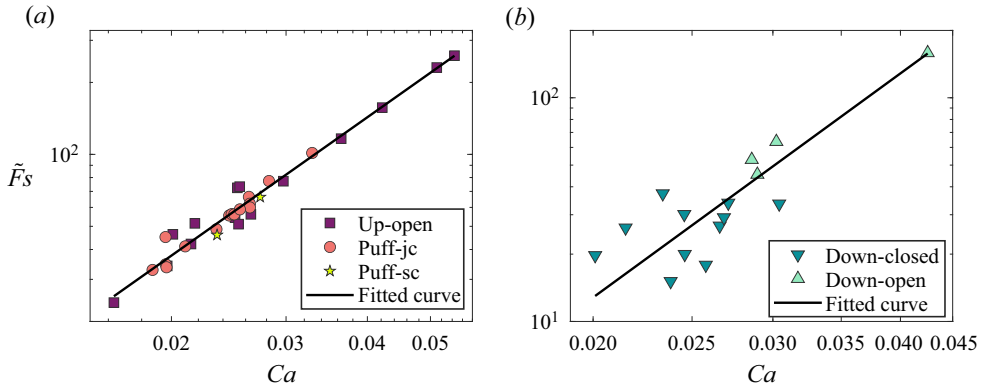 (a)
10²
F̃s
Up-open
Puff-jc
Puff-sc
Fitted curve
0.02 0.03 0.04 0.05
Ca
(b)
10²
10¹
Down-closed
Down-open
Fitted curve
0.020 0.025 0.030 0.035 0.040 0.045
Ca